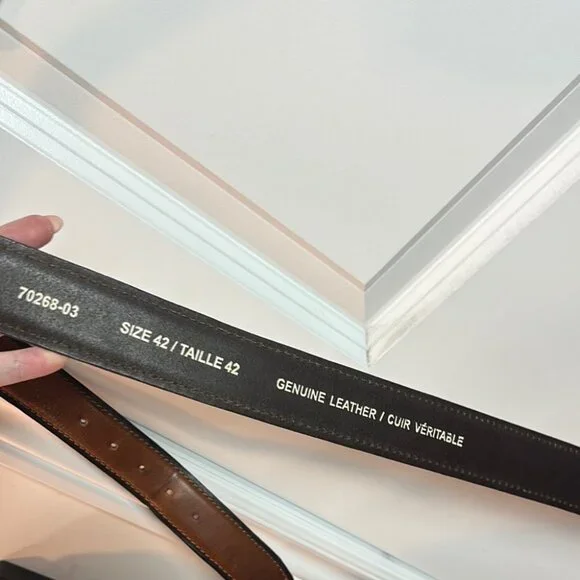 70268-03
SIZE 42 / TAILLE 42
GENUINE LEATHER / CUIR VÉRITABLE